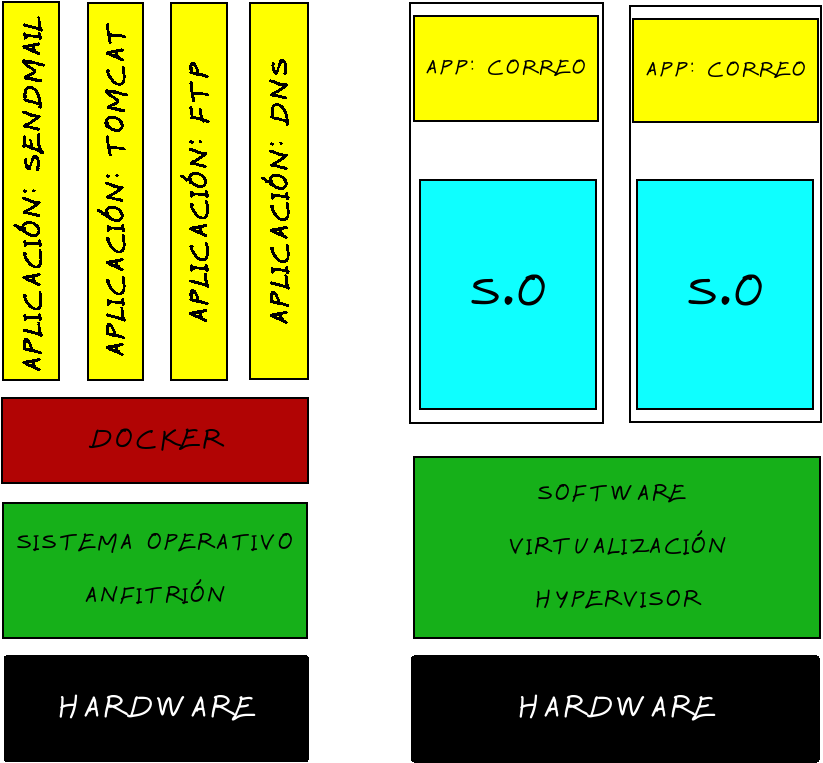 APLICACIÓN: SENDMAIL
APLICACIÓN: TOMCAT
APLICACIÓN: FTP
APLICACIÓN: DNS
DOCKER
SISTEMA OPERATIVO
ANFITRIÓN
HARDWARE
APP: CORREO
APP: CORREO
S.O
S.O
SOFTWARE
VIRTUALIZACIÓN
HYPERVISOR
HARDWARE